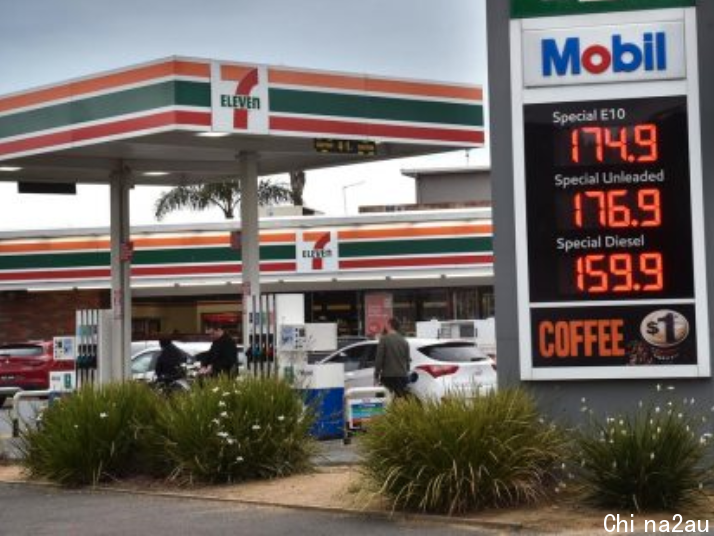 7
ELEVEN
Mobil
Special E10
174.9
Special Unleaded
176.9
Special Diesel
159.9
COFFEE $1
7
ELEVEN
Chi na2au